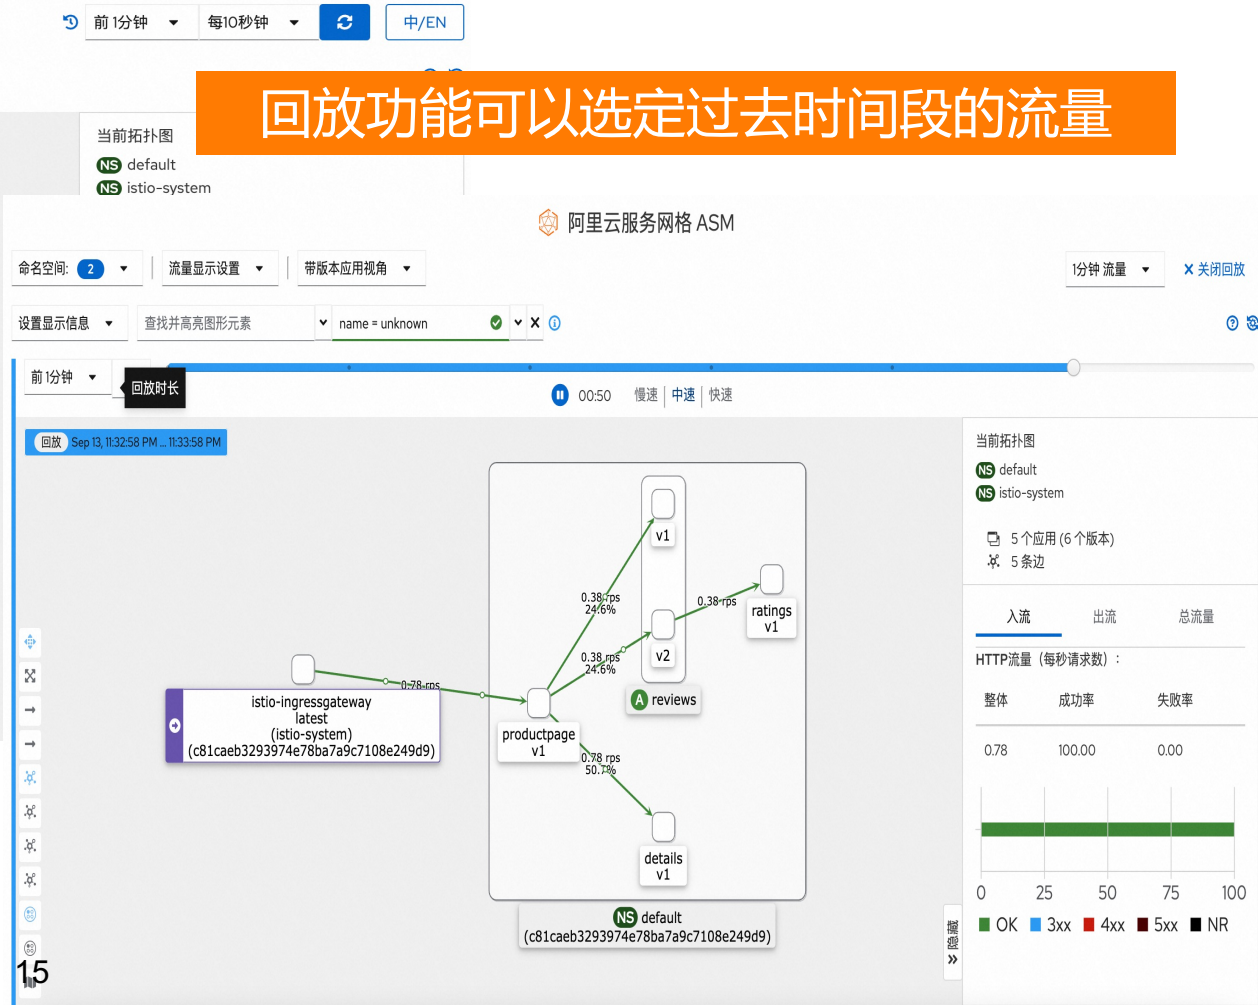 前 1分钟
每10秒钟
中/EN
回放功能可以选定过去时间段的流量
当前拓扑图
NS default
NS istio-system
阿里云服务网格 ASM
命名空间: 2
流量显示设置
带版本应用视角
1分钟 流量
关闭回放
设置显示信息
查找并高亮图形元素
name = unknown
前 1分钟
回放时长
00:50
慢速
中速
快速
回放 Sep 13, 11:32:58 PM ... 11:33:58 PM
当前拓扑图
NS default
NS istio-system
5 个应用 (6 个版本)
5 条边
入流
出流
总流量
HTTP流量（每秒请求数）:
整体
成功率
失败率
0.78
100.00
0.00
0
25
50
75
100
OK
3xx
4xx
5xx
NR
隐藏
v1
0.38 rps
24.6%
0.38 rps
ratings
v1
0.38 rps
24.6%
v2
A reviews
0.78 rps
istio-ingressgateway
latest
(istio-system)
(c81caeb3293974e78ba7a9c7108e249d9)
productpage
v1
0.78 rps
50.7%
details
v1
NS default
(c81caeb3293974e78ba7a9c7108e249d9)
15